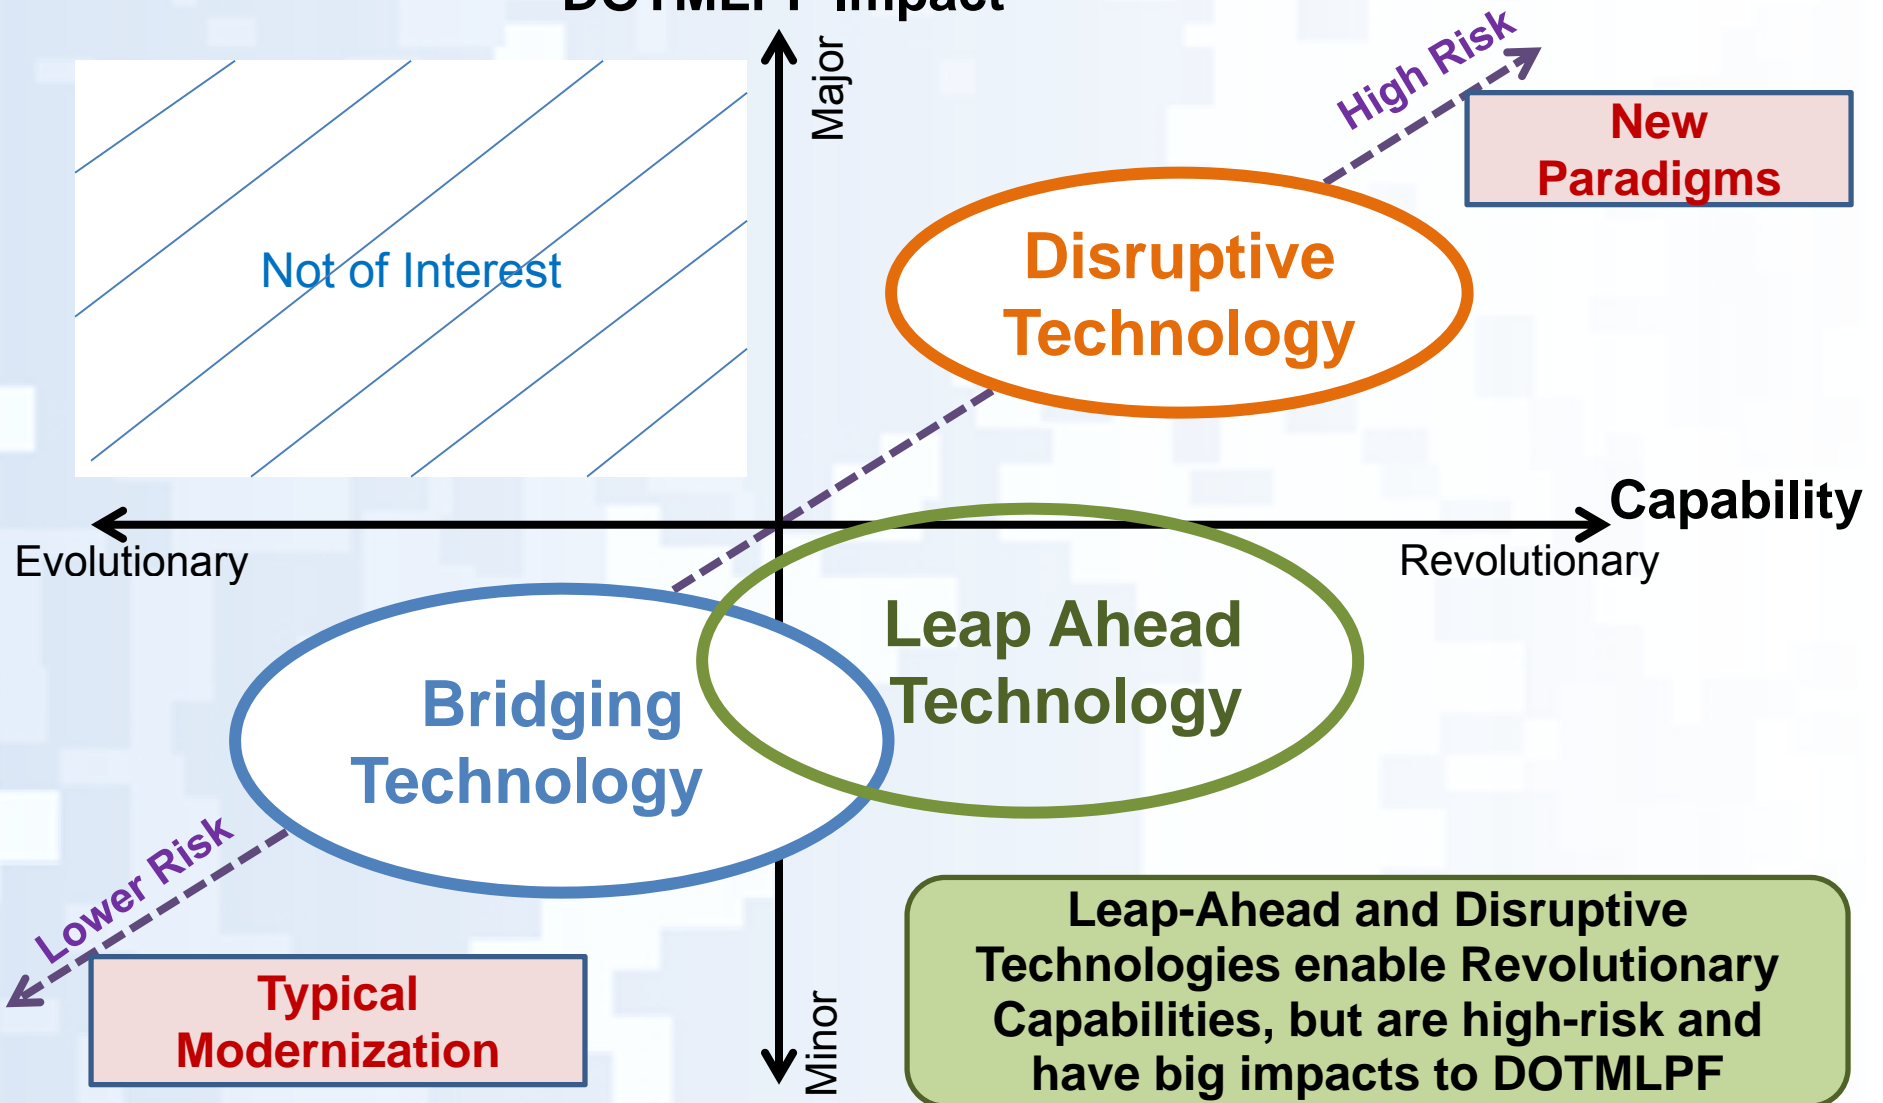 DOTMLPF Impact
Major
High Risk
New
Paradigms
Not of Interest
Disruptive
Technology
Capability
Evolutionary
Revolutionary
Leap Ahead
Technology
Bridging
Technology
Lower Risk
Typical
Modernization
Minor
Leap-Ahead and Disruptive
Technologies enable Revolutionary
Capabilities, but are high-risk and
have big impacts to DOTMLPF